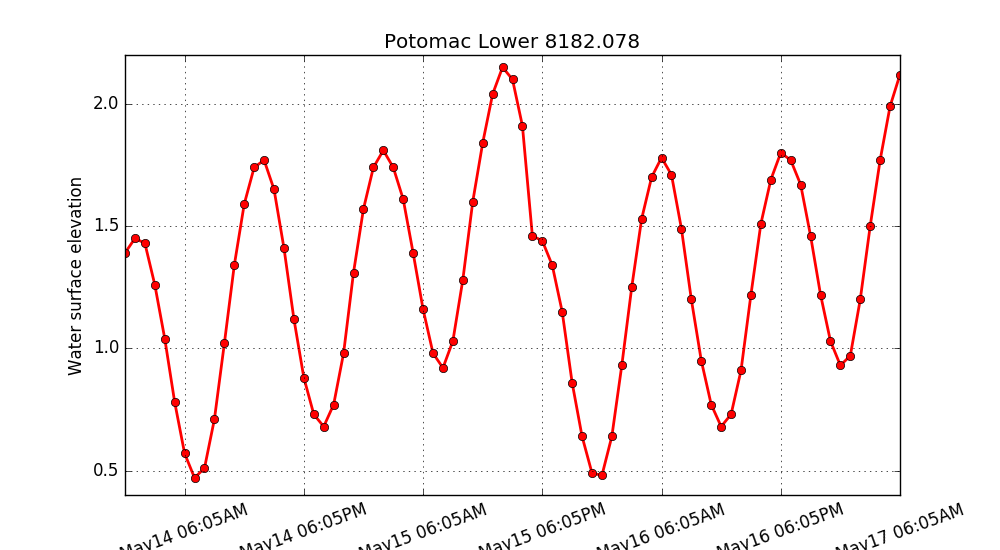 Potomac Lower 8182.078
Water surface elevation
2.0
1.5
1.0
0.5
May14 06:05AM
May14 06:05PM
May15 06:05AM
May15 06:05PM
May16 06:05AM
May16 06:05PM
May17 06:05AM